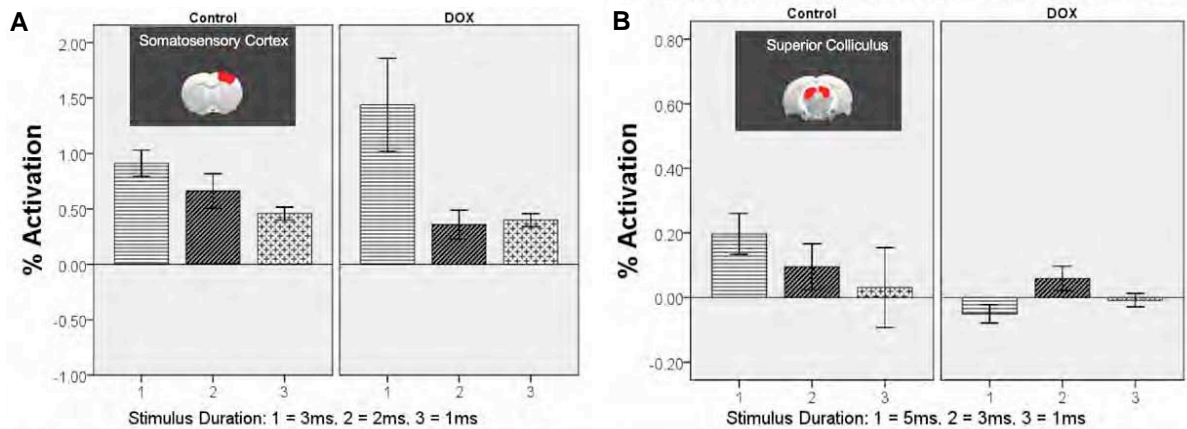 A
Control
DOX
Somatosensory Cortex
% Activation
2.00
1.50
1.00
0.50
0.00
-0.50
-1.00
1 2 3
1 2 3
Stimulus Duration: 1 = 3ms, 2 = 2ms, 3 = 1ms
B
Control
DOX
Superior Colliculus
% Activation
0.80
0.60
0.40
0.20
0.00
-0.20
1 2 3
1 2 3
Stimulus Duration: 1 = 5ms, 2 = 3ms, 3 = 1ms